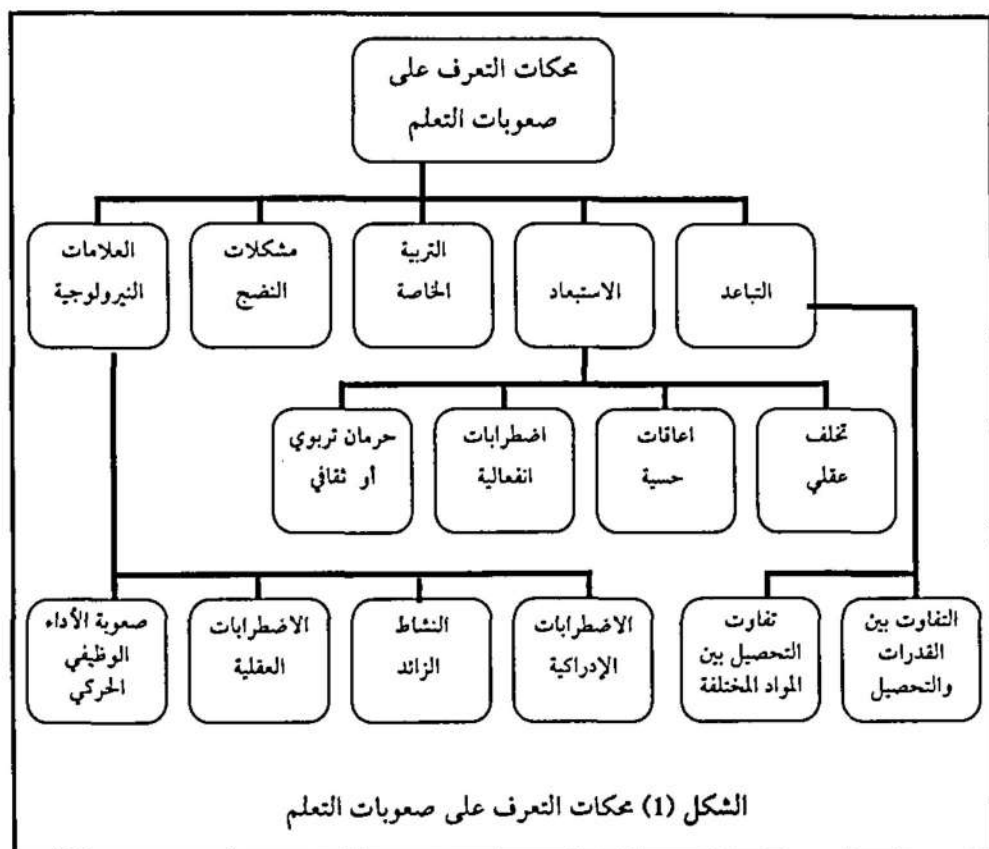 محكات التعرف على
صعوبات التعلم
التباعد
الاستبعاد
التربية
الخاصة
مشكلات
النضج
العلامات
النيرولوجية
تخلف
عقلي
اعاقات
حسية
اضطرابات
انفعالية
حرمان تربوي
أو ثقافي
التفاوت بين
القدرات
والتحصيل
تفاوت
التحصيل بين
المواد المختلفة
الاضطرابات
الإدراكية
النشاط
الزائد
الاضطرابات
العقلية
صعوبة الأداء
الوظيفي
الحركي
الشكل (1) محكات التعرف على صعوبات التعلم